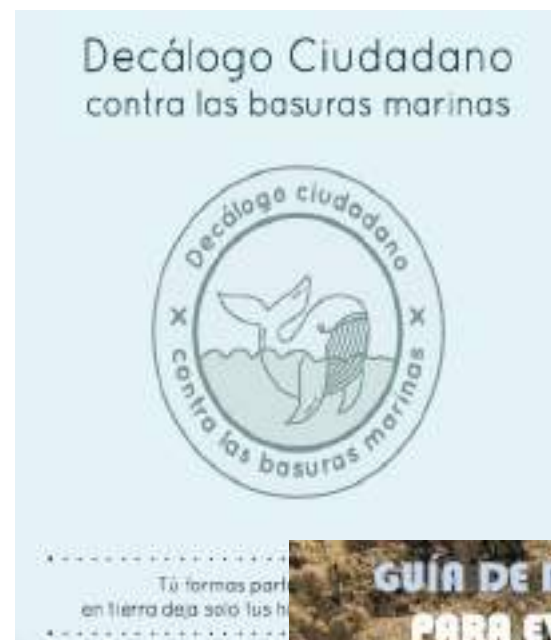 Decálogo Ciudadano
contra las basuras marinas
Decálogo ciudadano
x contra las basuras marinas x
Tú formas
en tierra deja solo tus
GUÍA DE
PARA